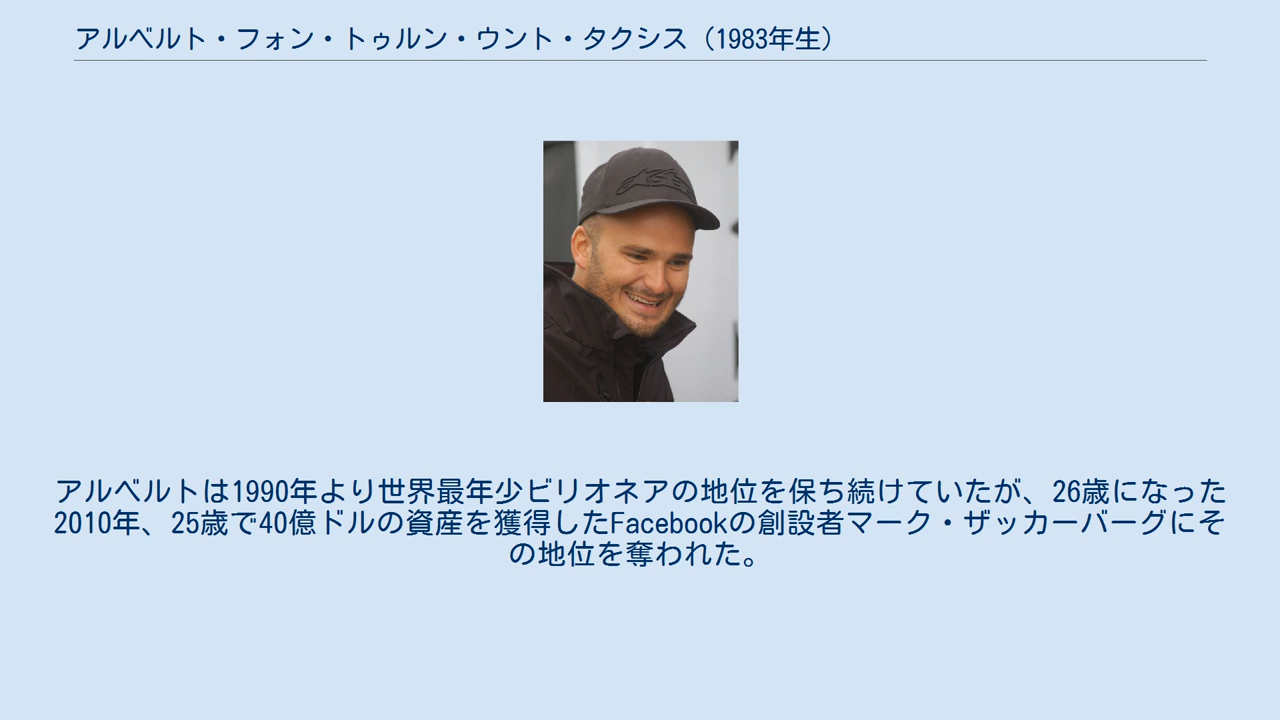 アルベルト・フォン・トゥルン・ウント・タクシス（1983年生）
アルベルトは1990年より世界最年少ビリオネアの地位を保ち続けていたが、26歳になった
2010年、25歳で40億ドルの資産を獲得したFacebookの創設者マーク・ザッカーバーグにそ
の地位を奪われた。